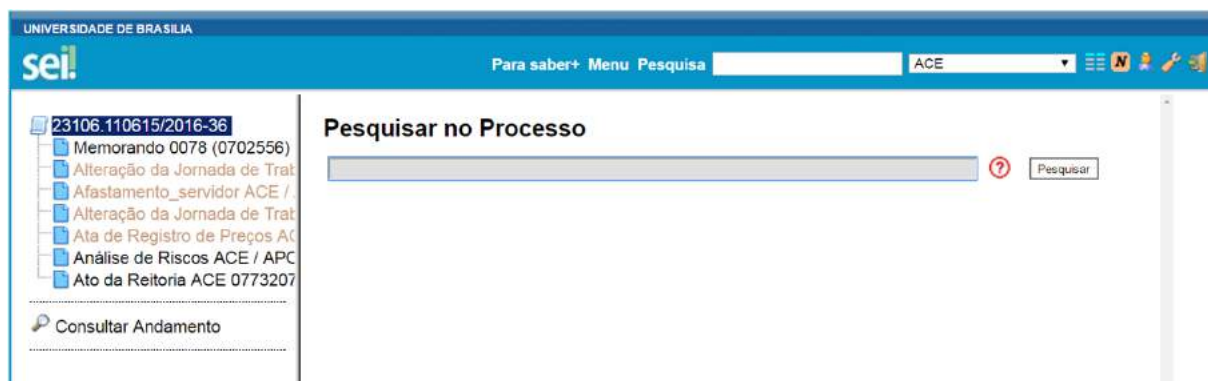 UNIVERSIDADE DE BRASILIA
sei!
Para saber+ Menu Pesquisa ACE N
23106.110615/2016-36
Memorando 0078 (0702556)
Alteração da Jornada de Trab
Afastamento_servidor ACE /
Alteração da Jornada de Trab
Ata de Registro de Preços AC
Análise de Riscos ACE / APC
Ato da Reitoria ACE 0773207
Consultar Andamento
Pesquisar no Processo
? Pesquisar